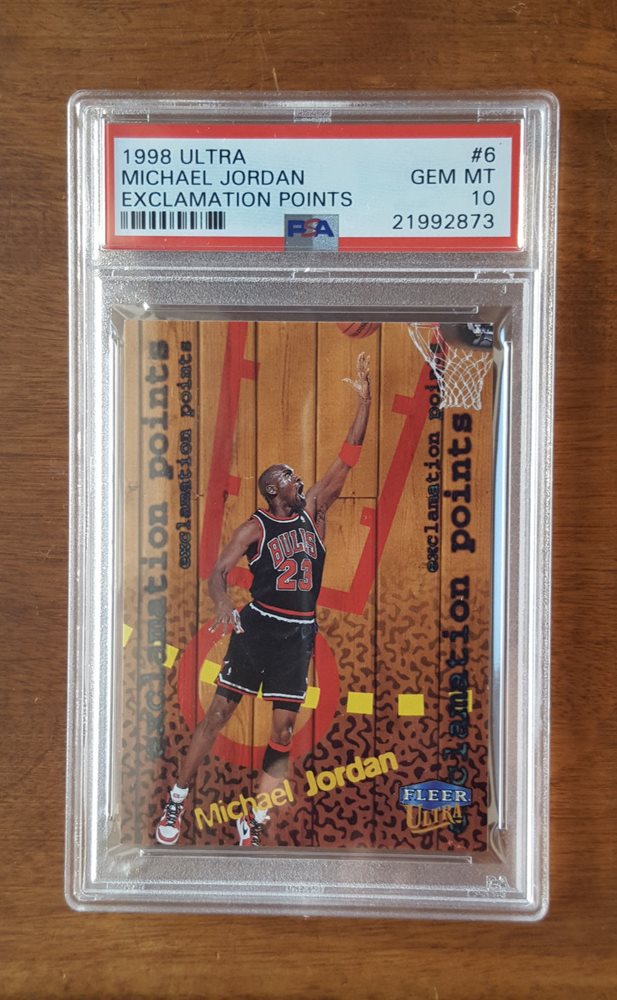 1998 ULTRA #6
MICHAEL JORDAN GEM MT
EXCLAMATION POINTS 10
PSA 21992873
exclamation points
exclamation points
exclamation points
exclamation points
BULLS
23
Michael Jordan
FLEER
ULTRA